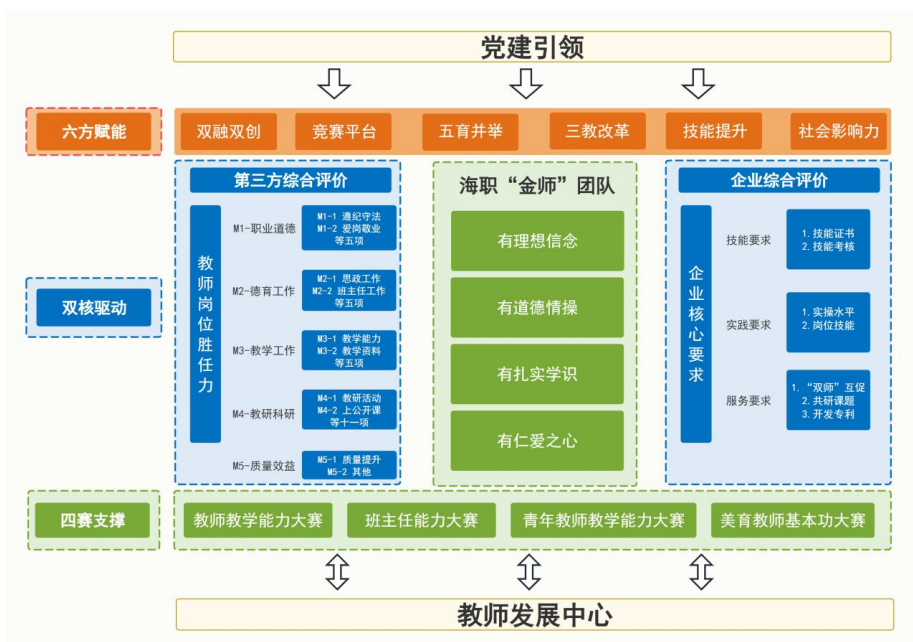 党建引领
六方赋能
双融双创
竞赛平台
五育并举
三教改革
技能提升
社会影响力
双核驱动
第三方综合评价
教师岗位胜任力
M1-职业道德
M1-1 遵纪守法
M1-2 爱岗敬业
等五项
M2-德育工作
M2-1 思政工作
M2-2 班主任工作
等五项
M3-教学工作
M3-1 教学能力
M3-2 教学资料
等五项
M4-教研科研
M4-1 教研活动
M4-2 上公开课
等十一项
M5-质量效益
M5-1 质量提升
M5-2 其他
海职“金师”团队
有理想信念
有道德情操
有扎实学识
有仁爱之心
企业综合评价
企业核心要求
技能要求
1. 技能证书
2. 技能考核
实践要求
1. 实操水平
2. 岗位技能
服务要求
1. “双师”互促
2. 共研课题
3. 开发专利
四赛支撑
教师教学能力大赛
班主任能力大赛
青年教师教学能力大赛
美育教师基本功大赛
教师发展中心